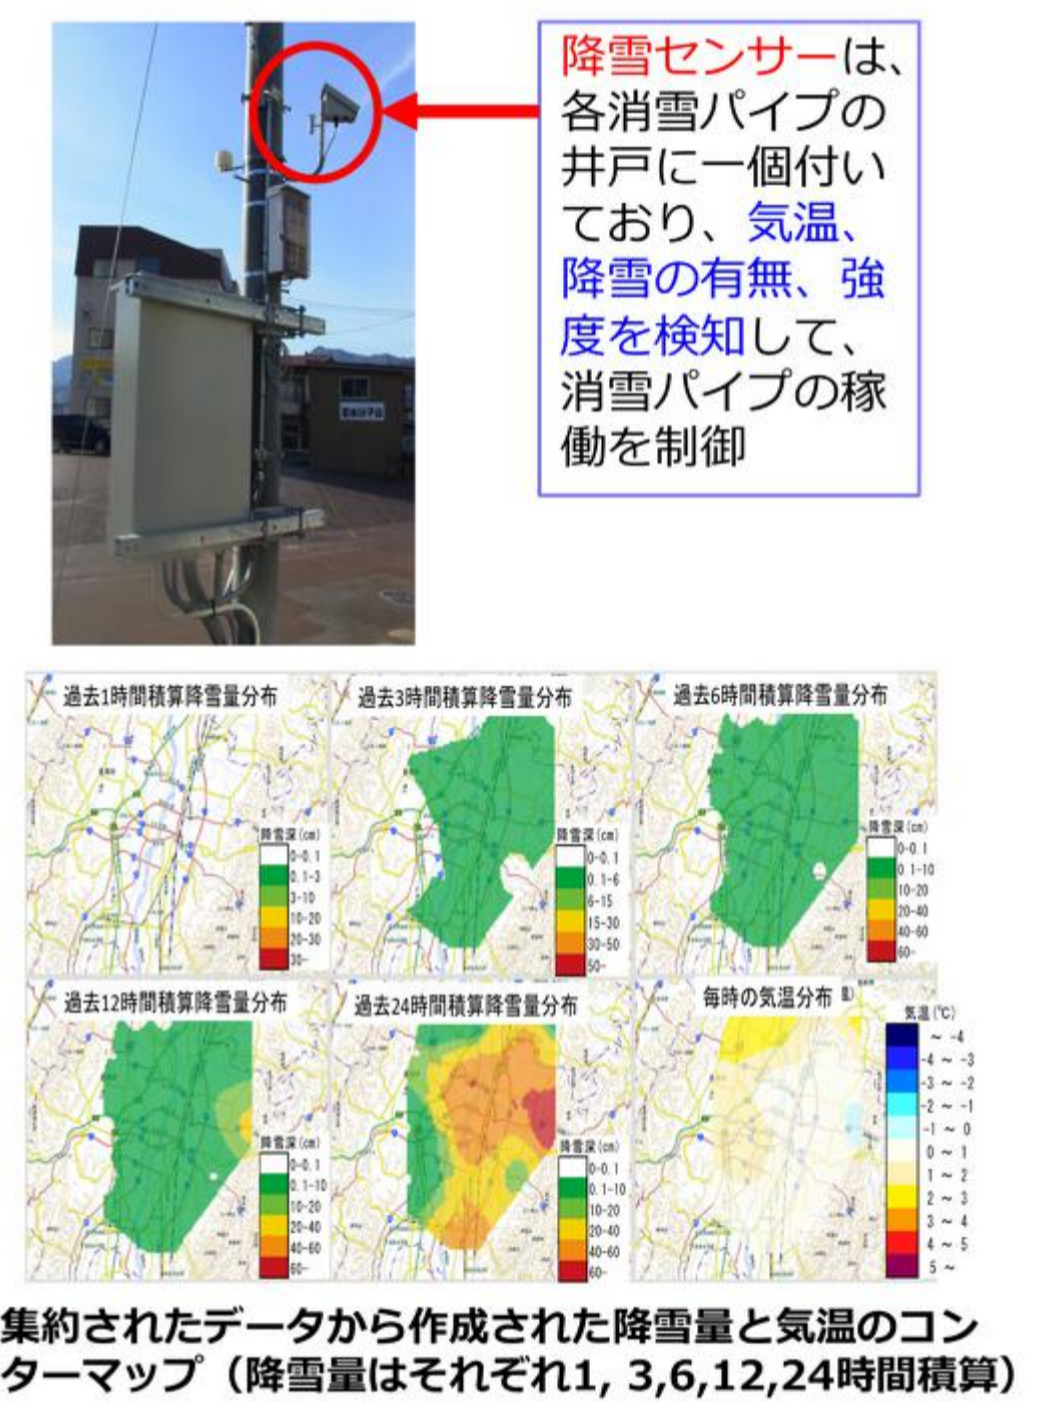 降雪センサーは、
各消雪パイプの
井戸に一個付い
ており、気温、
降雪の有無、強
度を検知して、
消雪パイプの稼
働を制御
過去1時間積算降雪量分布
降雪深(cm)
0-0.1
0.1-3
3-10
10-20
20-30
30-
過去3時間積算降雪量分布
降雪深(cm)
0-0.1
0.1-6
6-15
15-30
30-50
50-
過去6時間積算降雪量分布
降雪深(cm)
0-0.1
0.1-10
10-20
20-40
40-60
60-
過去12時間積算降雪量分布
降雪深(cm)
0-0.1
0.1-10
10-20
20-40
40-60
60-
過去24時間積算降雪量分布
降雪深(cm)
0-0.1
0.1-10
10-20
20-40
40-60
60-
毎時の気温分布
気温(℃)
～ -4
-4 ～ -3
-3 ～ -2
-2 ～ -1
-1 ～ 0
0 ～ 1
1 ～ 2
2 ～ 3
3 ～ 4
4 ～ 5
5 ～
集約されたデータから作成された降雪量と気温のコン
ターマップ（降雪量はそれぞれ1, 3,6,12,24時間積算）